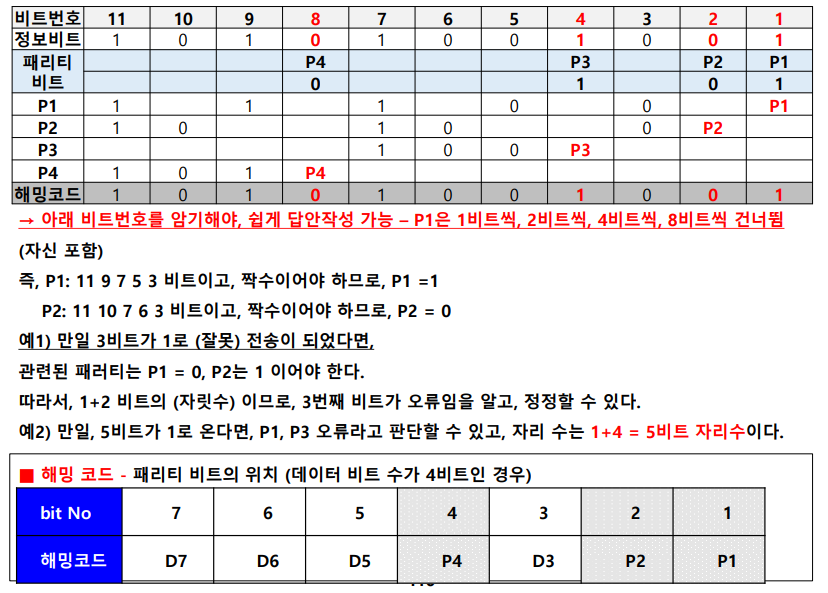 비트번호 11 10 9 8 7 6 5 4 3 2 1
정보비트 1 0 1 0 1 0 0 1 0 0 1
패리티 비트 P4 P3 P2 P1
0 1 0 1
P1 1 1 1 0 0 P1
P2 1 0 1 0 0 P2
P3 1 0 0 P3
P4 1 0 1 P4
해밍코드 1 0 1 0 1 0 0 1 0 0 1
→ 아래 비트번호를 암기해야, 쉽게 답안작성 가능 – P1은 1비트씩, 2비트씩, 4비트씩, 8비트씩 건너뜀
(자신 포함)
즉, P1: 11 9 7 5 3 비트이고, 짝수이어야 하므로, P1 =1
P2: 11 10 7 6 3 비트이고, 짝수이어야 하므로, P2 = 0
예1) 만일 3비트가 1로 (잘못) 전송이 되었다면,
관련된 패러티는 P1 = 0, P2는 1 이어야 한다.
따라서, 1+2 비트의 (자릿수) 이므로, 3번째 비트가 오류임을 알고, 정정할 수 있다.
예2) 만일, 5비트가 1로 온다면, P1, P3 오류라고 판단할 수 있고, 자리 수는 1+4 = 5비트 자리수이다.
■ 해밍 코드 - 패리티 비트의 위치 (데이터 비트 수가 4비트인 경우)
bit No 7 6 5 4 3 2 1
해밍코드 D7 D6 D5 P4 D3 P2 P1